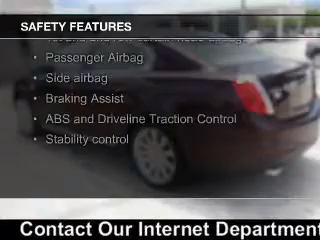 SAFETY FEATURES
• Passenger Airbag
• Side airbag
• Braking Assist
• ABS and Driveline Traction Control
• Stability control
Contact Our Internet Department